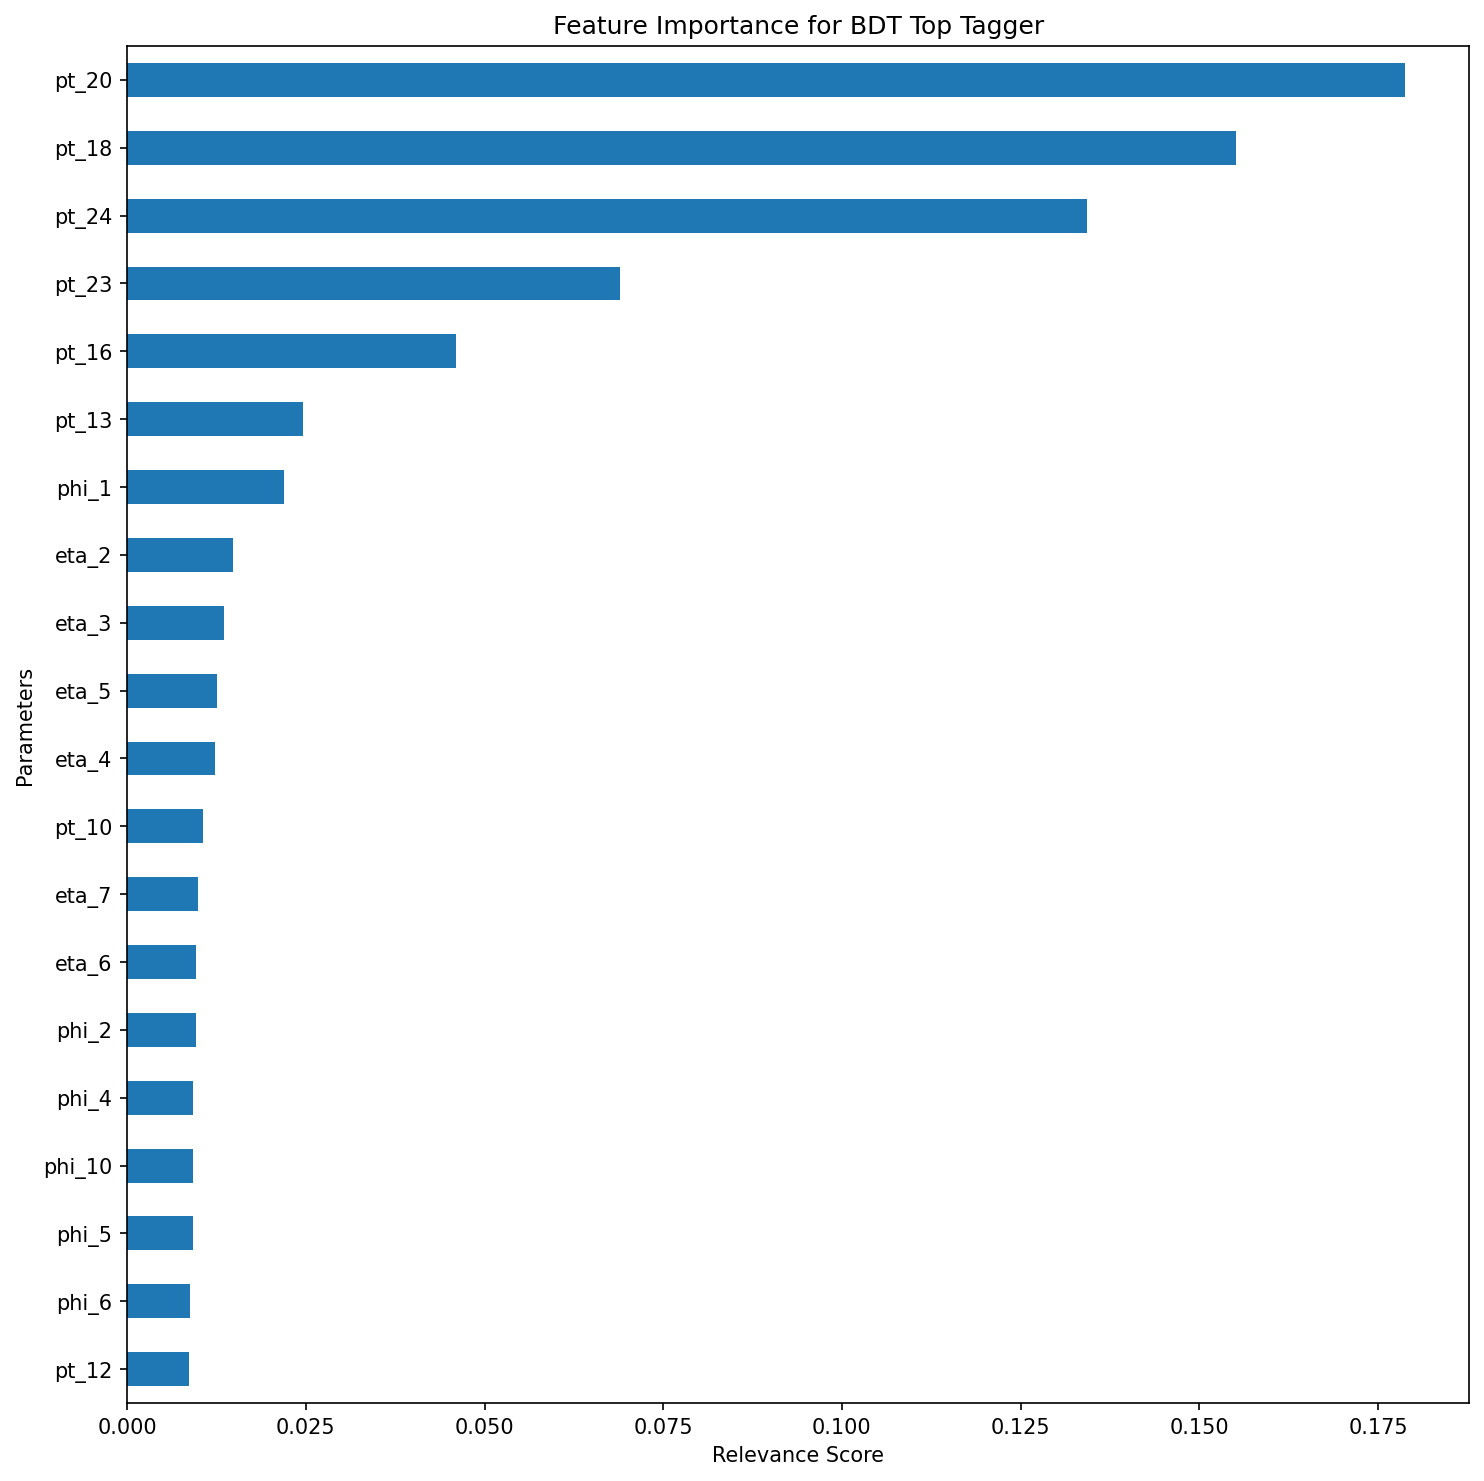 Feature Importance for BDT Top Tagger
pt_20
pt_18
pt_24
pt_23
pt_16
pt_13
phi_1
eta_2
eta_3
eta_5
eta_4
pt_10
eta_7
eta_6
phi_2
phi_4
phi_10
phi_5
phi_6
pt_12
Parameters
0.000 0.025 0.050 0.075 0.100 0.125 0.150 0.175
Relevance Score